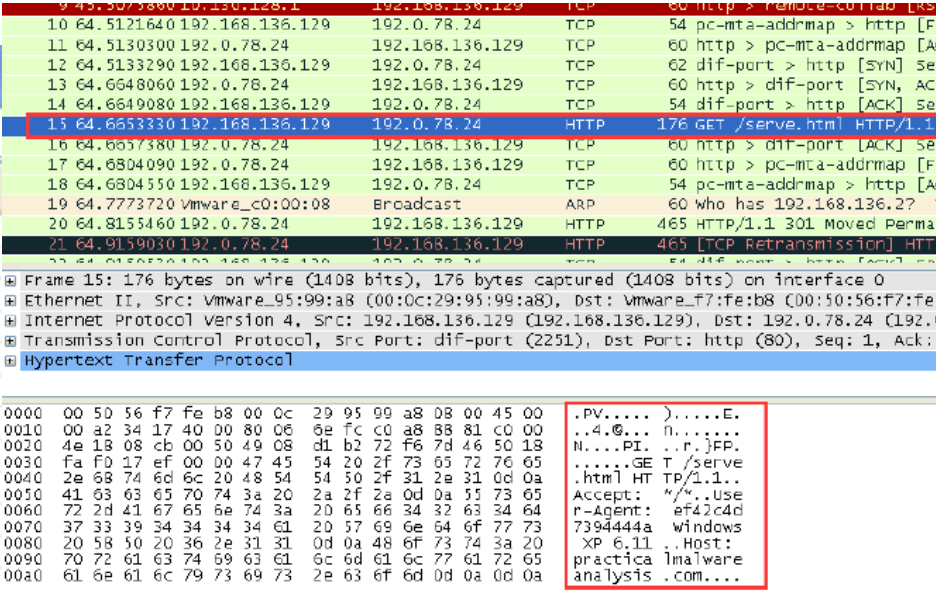 9 45.5075860 10.130.128.1 192.168.136.129 TCP 60 http > remote-collab [RS
10 64.5121640 192.168.136.129 192.0.78.24 TCP 54 pc-mta-addrmap > http [F
11 64.5130300 192.0.78.24 192.168.136.129 TCP 60 http > pc-mta-addrmap [A
12 64.5133290 192.168.136.129 192.0.78.24 TCP 62 dif-port > http [SYN] Se
13 64.6648060 192.0.78.24 192.168.136.129 TCP 60 http > dif-port [SYN, AC
14 64.6649080 192.168.136.129 192.0.78.24 TCP 54 dif-port > http [ACK] Se
15 64.6653330 192.168.136.129 192.0.78.24 HTTP 176 GET /serve.html HTTP/1.1
16 64.6657380 192.0.78.24 192.168.136.129 TCP 60 http > dif-port [ACK] Se
17 64.6804090 192.0.78.24 192.168.136.129 TCP 60 http > pc-mta-addrmap [F
18 64.6804550 192.168.136.129 192.0.78.24 TCP 54 pc-mta-addrmap > http [A
19 64.7773720 Vmware_c0:00:08 Broadcast ARP 60 Who has 192.168.136.2?
20 64.8155460 192.0.78.24 192.168.136.129 HTTP 465 HTTP/1.1 301 Moved Perma
21 64.9159030 192.0.78.24 192.168.136.129 HTTP 465 [TCP Retransmission] HTT
Frame 15: 176 bytes on wire (1408 bits), 176 bytes captured (1408 bits) on interface 0
Ethernet II, Src: Vmware_95:99:a8 (00:0c:29:95:99:a8), Dst: Vmware_f7:fe:b8 (00:50:56:f7:fe
Internet Protocol Version 4, Src: 192.168.136.129 (192.168.136.129), Dst: 192.0.78.24 (192.
Transmission Control Protocol, Src Port: dif-port (2251), Dst Port: http (80), Seq: 1, Ack:
Hypertext Transfer Protocol
0000 00 50 56 f7 fe b8 00 0c 29 95 99 a8 08 00 45 00 .PV..... ).....E.
0010 00 a2 34 17 40 00 80 06 6e fc c0 a8 88 81 c0 00 ..4.@... n.......
0020 4e 18 08 cb 00 50 49 08 d1 b2 72 f6 7d 46 50 18 N....PI. ..r.}FP.
0030 fa f0 17 ef 00 00 47 45 54 20 2f 73 65 72 76 65 ......GE T /serve
0040 2e 68 74 6d 6c 20 48 54 54 50 2f 31 2e 31 0d 0a .html HT TP/1.1..
0050 41 63 63 65 70 74 3a 20 2a 2f 2a 0d 0a 55 73 65 Accept: */*..Use
0060 72 2d 41 67 65 6e 74 3a 20 65 66 34 32 63 34 64 r-Agent: ef42c4d
0070 37 33 39 34 34 34 34 61 20 57 69 6e 64 6f 77 73 7394444a Windows
0080 20 58 50 20 36 2e 31 31 0d 0a 48 6f 73 74 3a 20 XP 6.11 ..Host:
0090 70 72 61 63 74 69 63 61 6c 6d 61 6c 77 61 72 65 practica lmalware
00a0 61 6e 61 6c 79 73 69 73 2e 63 6f 6d 0d 0a 0d 0a analysis .com....